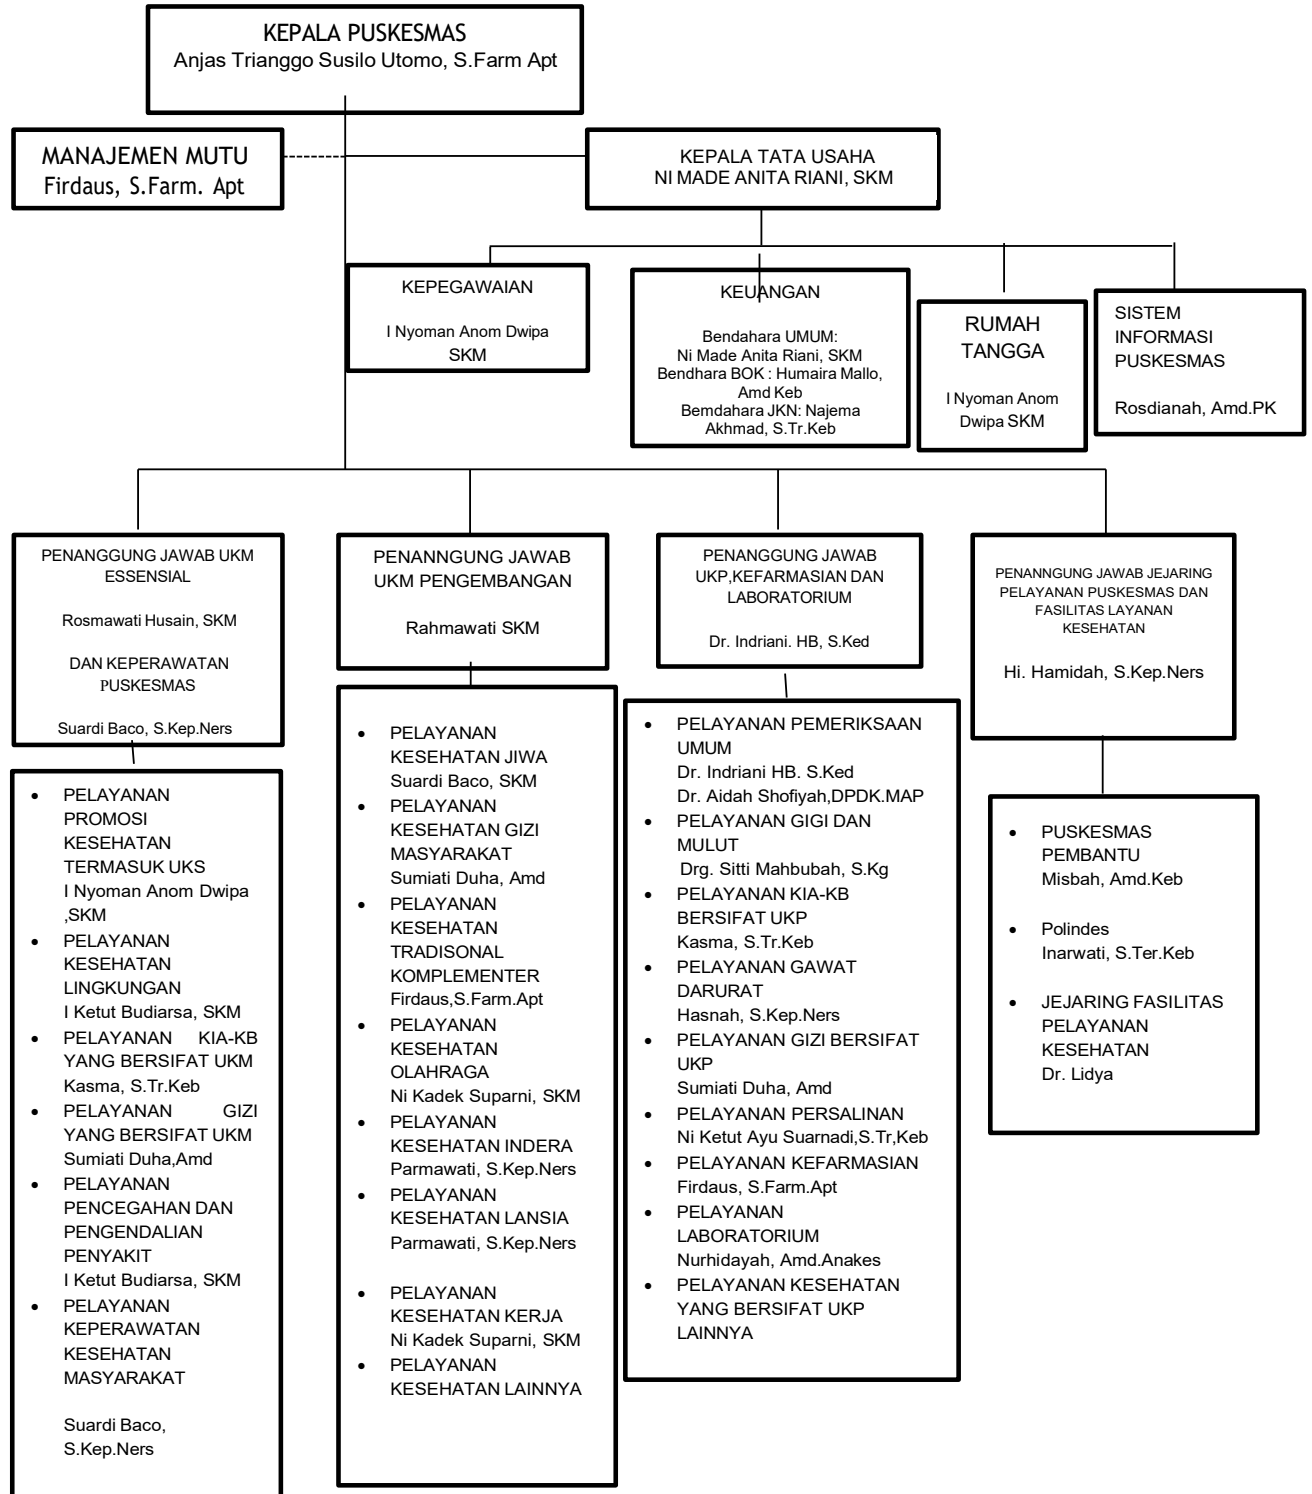 KEPALA PUSKESMAS
Anjas Trianggo Susilo Utomo, S.Farm Apt
MANAJEMEN MUTU
Firdaus, S.Farm. Apt
KEPALA TATA USAHA
NI MADE ANITA RIANI, SKM
KEPEGAWAIAN
I Nyoman Anom Dwipa
SKM
KEUANGAN
Bendahara UMUM:
Ni Made Anita Riani, SKM
Bendhara BOK : Humaira Mallo,
Amd Keb
Bemdahara JKN: Najema
Akhmad, S.Tr.Keb
RUMAH
TANGGA
I Nyoman Anom
Dwipa SKM
SISTEM
INFORMASI
PUSKESMAS
Rosdianah, Amd.PK
PENANGGUNG JAWAB UKM
ESSENSIAL
Rosmawati Husain, SKM
DAN KEPERAWATAN
PUSKESMAS
Suardi Baco, S.Kep.Ners
PENANNGUNG JAWAB
UKM PENGEMBANGAN
Rahmawati SKM
PENANGGUNG JAWAB
UKP,KEFARMASIAN DAN
LABORATORIUM
Dr. Indriani. HB, S.Ked
PENANNGUNG JAWAB JEJARING
PELAYANAN PUSKESMAS DAN
FASILITAS LAYANAN
KESEHATAN
Hi. Hamidah, S.Kep.Ners
• PELAYANAN
PROMOSI
KESEHATAN
TERMASUK UKS
I Nyoman Anom Dwipa
,SKM
• PELAYANAN
KESEHATAN
LINGKUNGAN
I Ketut Budiarsa, SKM
• PELAYANAN KIA-KB
YANG BERSIFAT UKM
Kasma, S.Tr.Keb
• PELAYANAN GIZI
YANG BERSIFAT UKM
Sumiati Duha,Amd
• PELAYANAN
PENCEGAHAN DAN
PENGENDALIAN
PENYAKIT
I Ketut Budiarsa, SKM
• PELAYANAN
KEPERAWATAN
KESEHATAN
MASYARAKAT
Suardi Baco,
S.Kep.Ners
• PELAYANAN
KESEHATAN JIWA
Suardi Baco, SKM
• PELAYANAN
KESEHATAN GIZI
MASYARAKAT
Sumiati Duha, Amd
• PELAYANAN
KESEHATAN
TRADISONAL
KOMPLEMENTER
Firdaus,S.Farm.Apt
• PELAYANAN
KESEHATAN
OLAHRAGA
Ni Kadek Suparni, SKM
• PELAYANAN
KESEHATAN INDERA
Parmawati, S.Kep.Ners
• PELAYANAN
KESEHATAN LANSIA
Parmawati, S.Kep.Ners
• PELAYANAN
KESEHATAN KERJA
Ni Kadek Suparni, SKM
• PELAYANAN
KESEHATAN LAINNYA
• PELAYANAN PEMERIKSAAN
UMUM
Dr. Indriani HB. S.Ked
Dr. Aidah Shofiyah,DPDK.MAP
• PELAYANAN GIGI DAN
MULUT
Drg. Sitti Mahbubah, S.Kg
• PELAYANAN KIA-KB
BERSIFAT UKP
Kasma, S.Tr.Keb
• PELAYANAN GAWAT
DARURAT
Hasnah, S.Kep.Ners
• PELAYANAN GIZI BERSIFAT
UKP
Sumiati Duha, Amd
• PELAYANAN PERSALINAN
Ni Ketut Ayu Suarnadi,S.Tr,Keb
• PELAYANAN KEFARMASIAN
Firdaus, S.Farm.Apt
• PELAYANAN
LABORATORIUM
Nurhidayah, Amd.Anakes
• PELAYANAN KESEHATAN
YANG BERSIFAT UKP
LAINNYA
• PUSKESMAS
PEMBANTU
Misbah, Amd.Keb
• Polindes
Inarwati, S.Ter.Keb
• JEJARING FASILITAS
PELAYANAN
KESEHATAN
Dr. Lidya